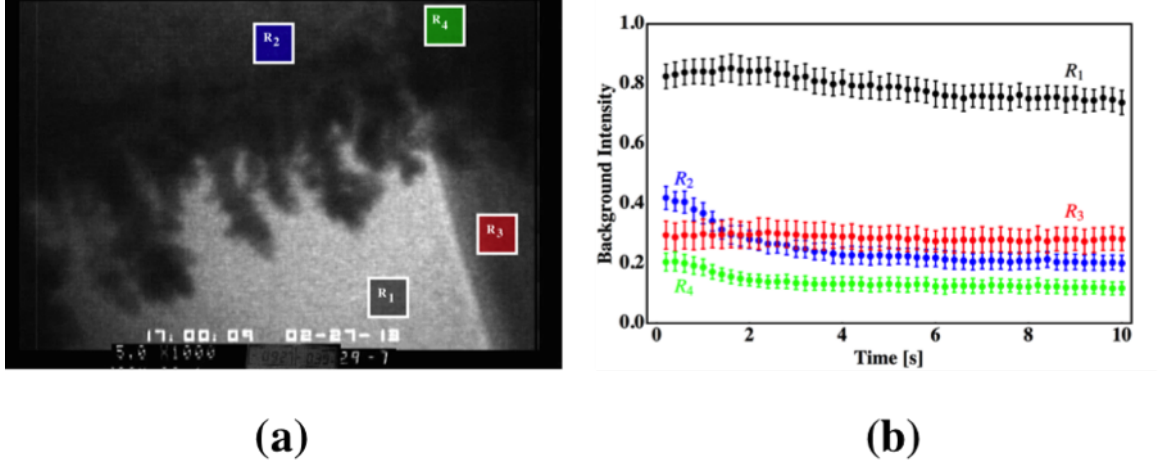 R2
R4
R3
R1
17:00:09 02-27-13
5.0 X1000
29 - 7
(a)
1.0
0.8
0.6
0.4
0.2
0.0
Background Intensity
R1
R2
R3
R4
0 2 4 6 8 10
Time [s]
(b)